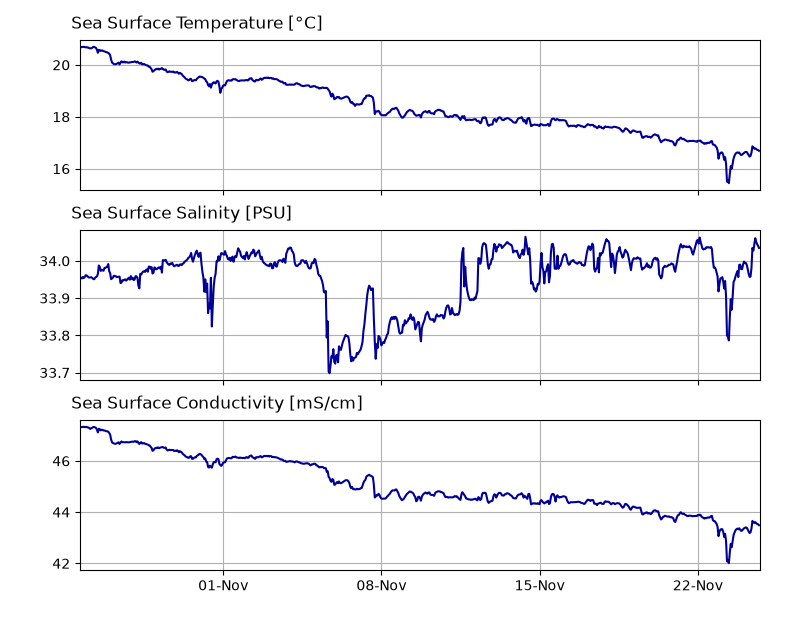 Sea Surface Temperature [°C]
20
18
16
Sea Surface Salinity [PSU]
34.0
33.9
33.8
33.7
Sea Surface Conductivity [mS/cm]
46
44
42
01-Nov 08-Nov 15-Nov 22-Nov